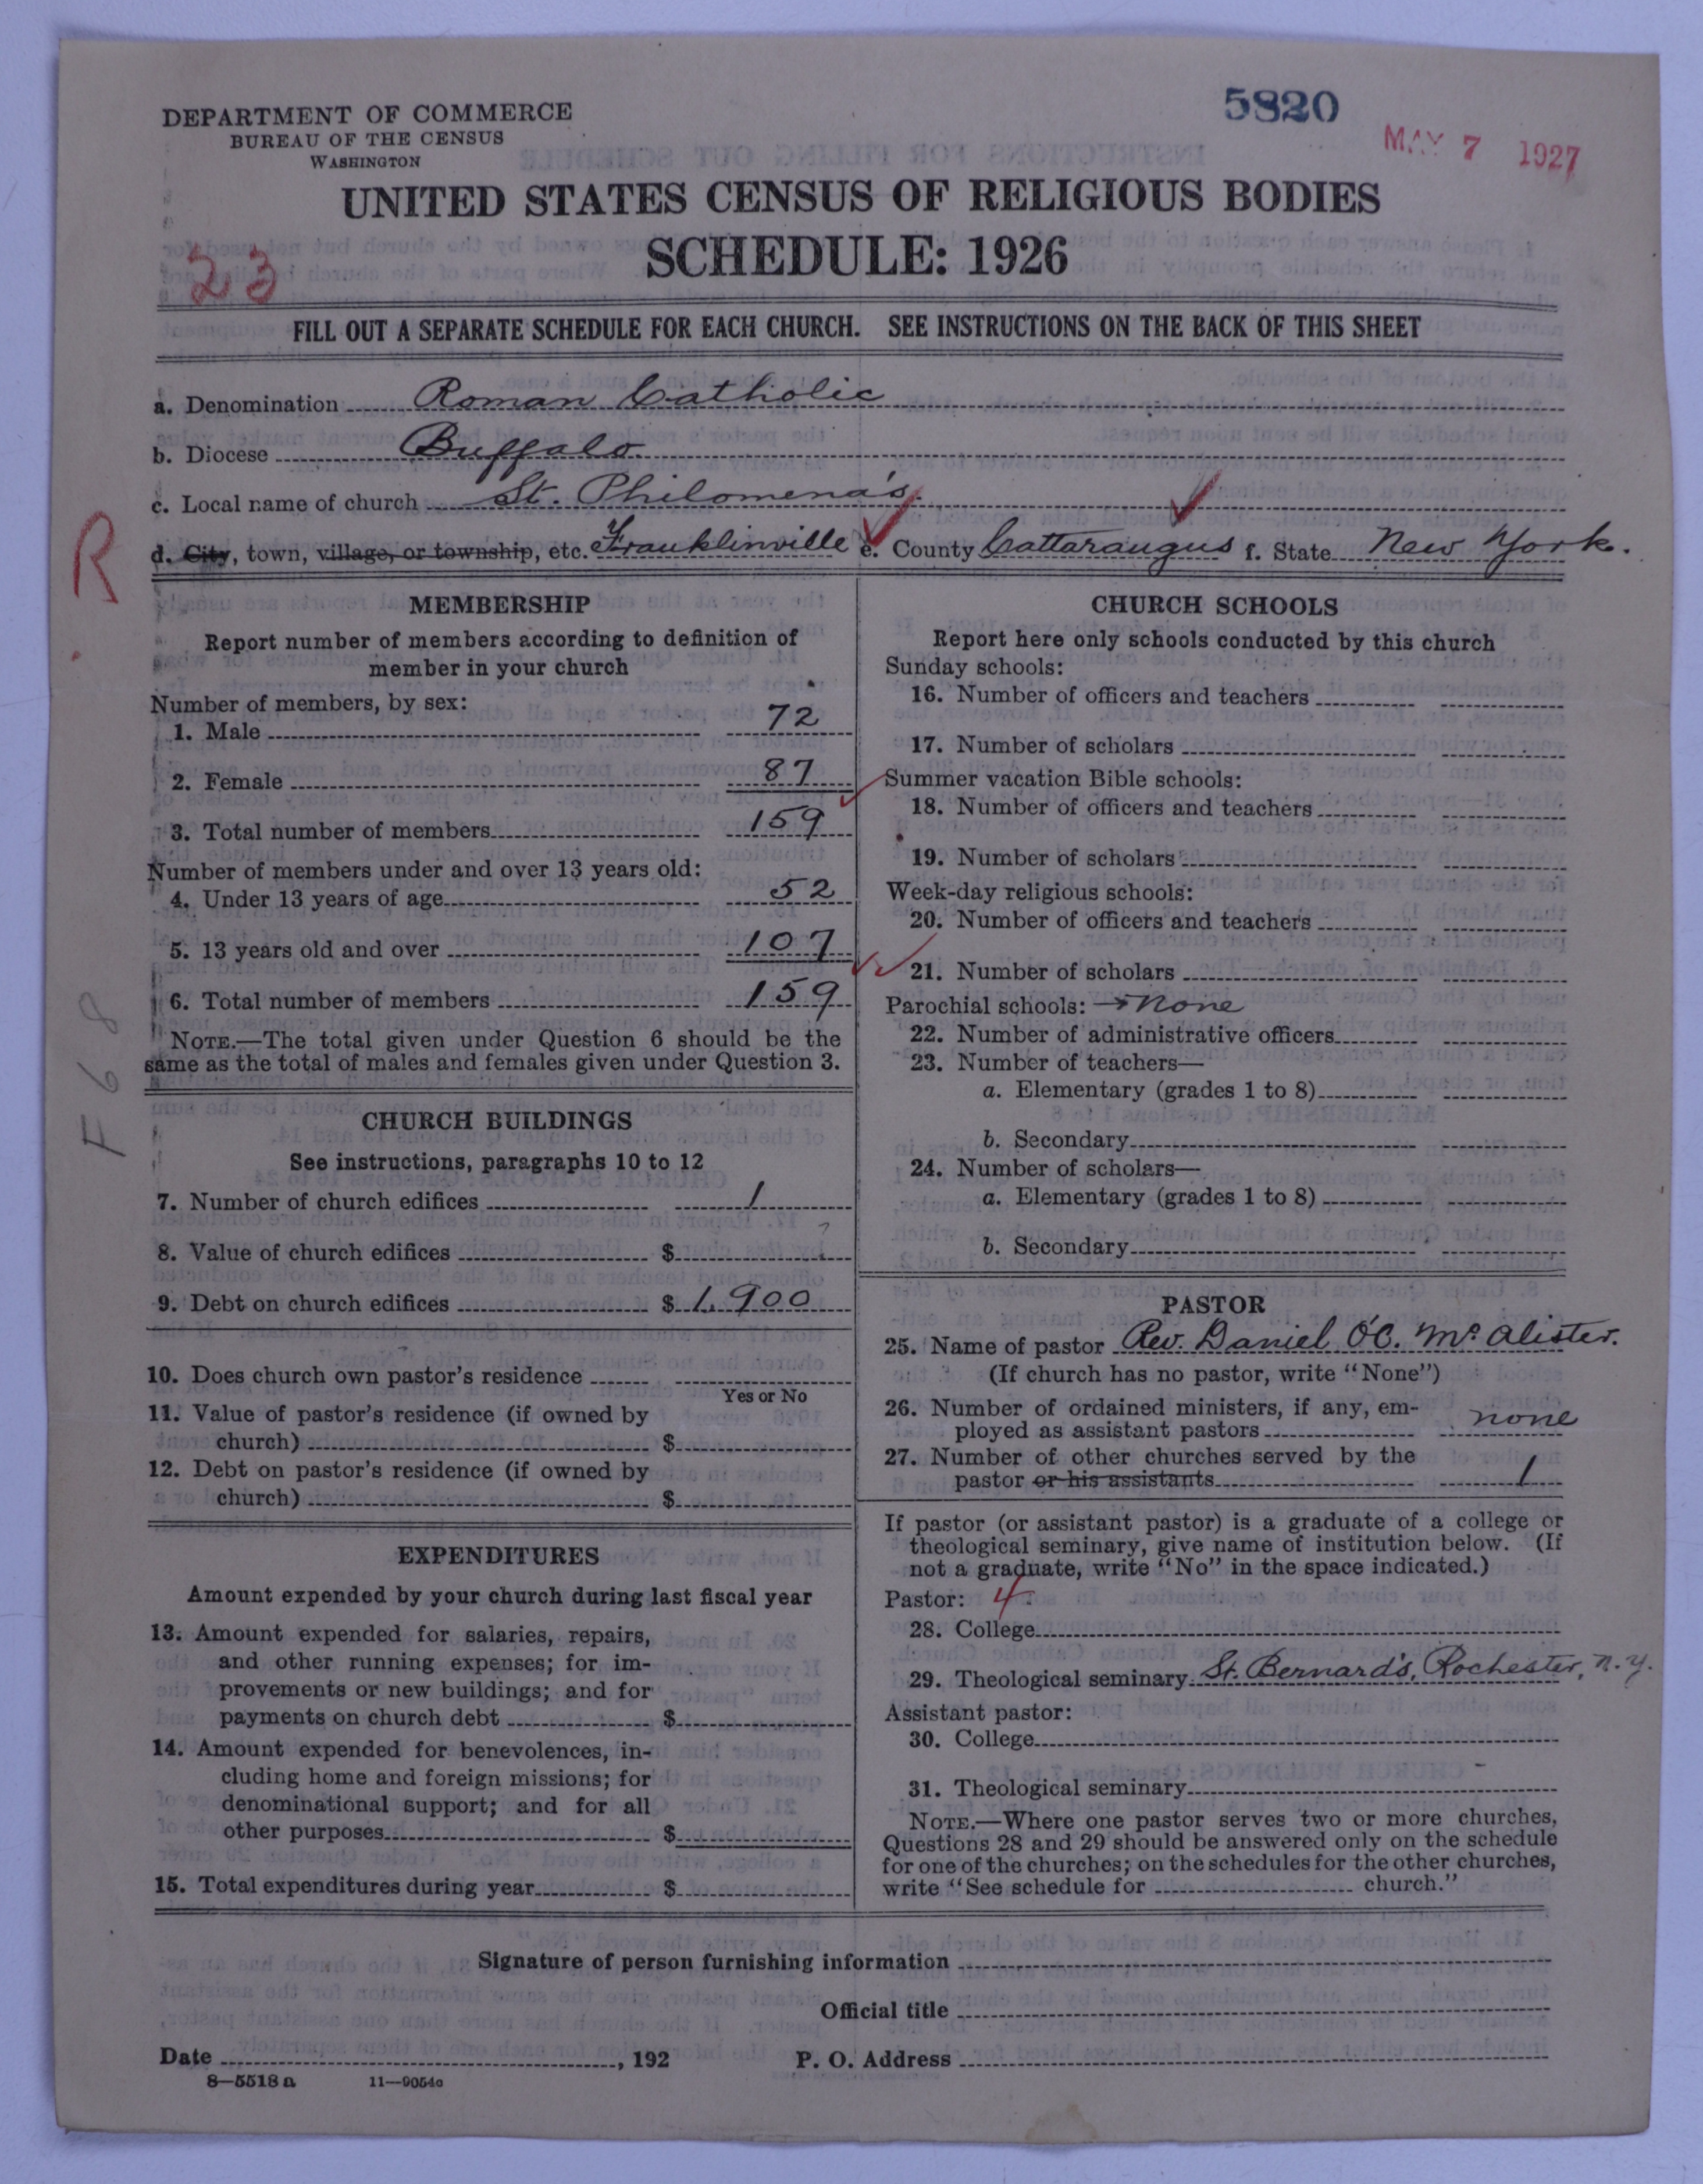 5820
MAY 7 1927
DEPARTMENT OF COMMERCE
BUREAU OF THE CENSUS
WASHINGTON
UNITED STATES CENSUS OF RELIGIOUS BODIES
SCHEDULE: 1926
23
FILL OUT A SEPARATE SCHEDULE FOR EACH CHURCH. SEE INSTRUCTIONS ON THE BACK OF THIS SHEET
a. Denomination Roman Catholic
b. Diocese Buffalo
c. Local name of church St. Philomena's.
d. City, town, village, or township, etc. Franklinville e. County Cattaraugus f. State New York.
R
MEMBERSHIP
Report number of members according to definition of
member in your church
Number of members, by sex:
1. Male 72
2. Female 87
3. Total number of members 159
Number of members under and over 13 years old:
4. Under 13 years of age 52
5. 13 years old and over 107
6. Total number of members 159
NOTE.—The total given under Question 6 should be the
same as the total of males and females given under Question 3.
F 6 8
CHURCH BUILDINGS
See instructions, paragraphs 10 to 12
7. Number of church edifices 1
8. Value of church edifices $ ?
9. Debt on church edifices $ 1,900
10. Does church own pastor's residence
Yes or No
11. Value of pastor's residence (if owned by
church) $
12. Debt on pastor's residence (if owned by
church) $
EXPENDITURES
Amount expended by your church during last fiscal year
13. Amount expended for salaries, repairs,
and other running expenses; for im-
provements or new buildings; and for
payments on church debt $
14. Amount expended for benevolences, in-
cluding home and foreign missions; for
denominational support; and for all
other purposes $
15. Total expenditures during year $
CHURCH SCHOOLS
Report here only schools conducted by this church
Sunday schools:
16. Number of officers and teachers
17. Number of scholars
Summer vacation Bible schools:
18. Number of officers and teachers
19. Number of scholars
Week-day religious schools:
20. Number of officers and teachers
21. Number of scholars
Parochial schools: → none
22. Number of administrative officers
23. Number of teachers—
a. Elementary (grades 1 to 8)
b. Secondary
24. Number of scholars—
a. Elementary (grades 1 to 8)
b. Secondary
PASTOR
25. Name of pastor Rev. Daniel O'C. McAlister.
(If church has no pastor, write "None")
26. Number of ordained ministers, if any, em-
ployed as assistant pastors none
27. Number of other churches served by the
pastor or his assistants 1
If pastor (or assistant pastor) is a graduate of a college or
theological seminary, give name of institution below. (If
not a graduate, write "No" in the space indicated.)
Pastor: 4
28. College
29. Theological seminary St. Bernard's, Rochester, N.Y.
Assistant pastor:
30. College
31. Theological seminary
NOTE.—Where one pastor serves two or more churches,
Questions 28 and 29 should be answered only on the schedule
for one of the churches; on the schedules for the other churches,
write "See schedule for church."
Signature of person furnishing information
Official title
Date , 192
P. O. Address
8—5518 a 11—9054c